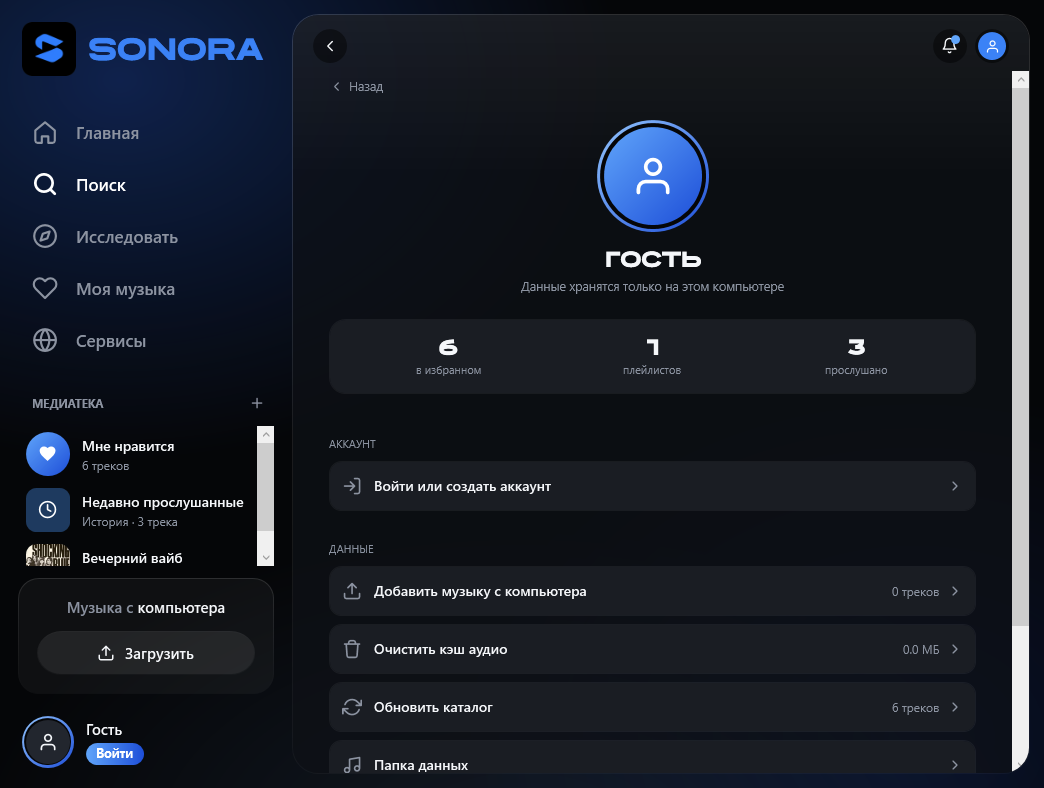 SONORA
Главная
Поиск
Исследовать
Моя музыка
Сервисы
МЕДИАТЕКА
Мне нравится
6 треков
Недавно прослушанные
История · 3 трека
Вечерний вайб
Музыка с компьютера
Загрузить
Гость
Войти
Назад
ГОСТЬ
Данные хранятся только на этом компьютере
6 1 3
в избранном плейлистов прослушано
АККАУНТ
Войти или создать аккаунт
ДАННЫЕ
Добавить музыку с компьютера 0 треков
Очистить кэш аудио 0.0 МБ
Обновить каталог 6 треков
Папка данных